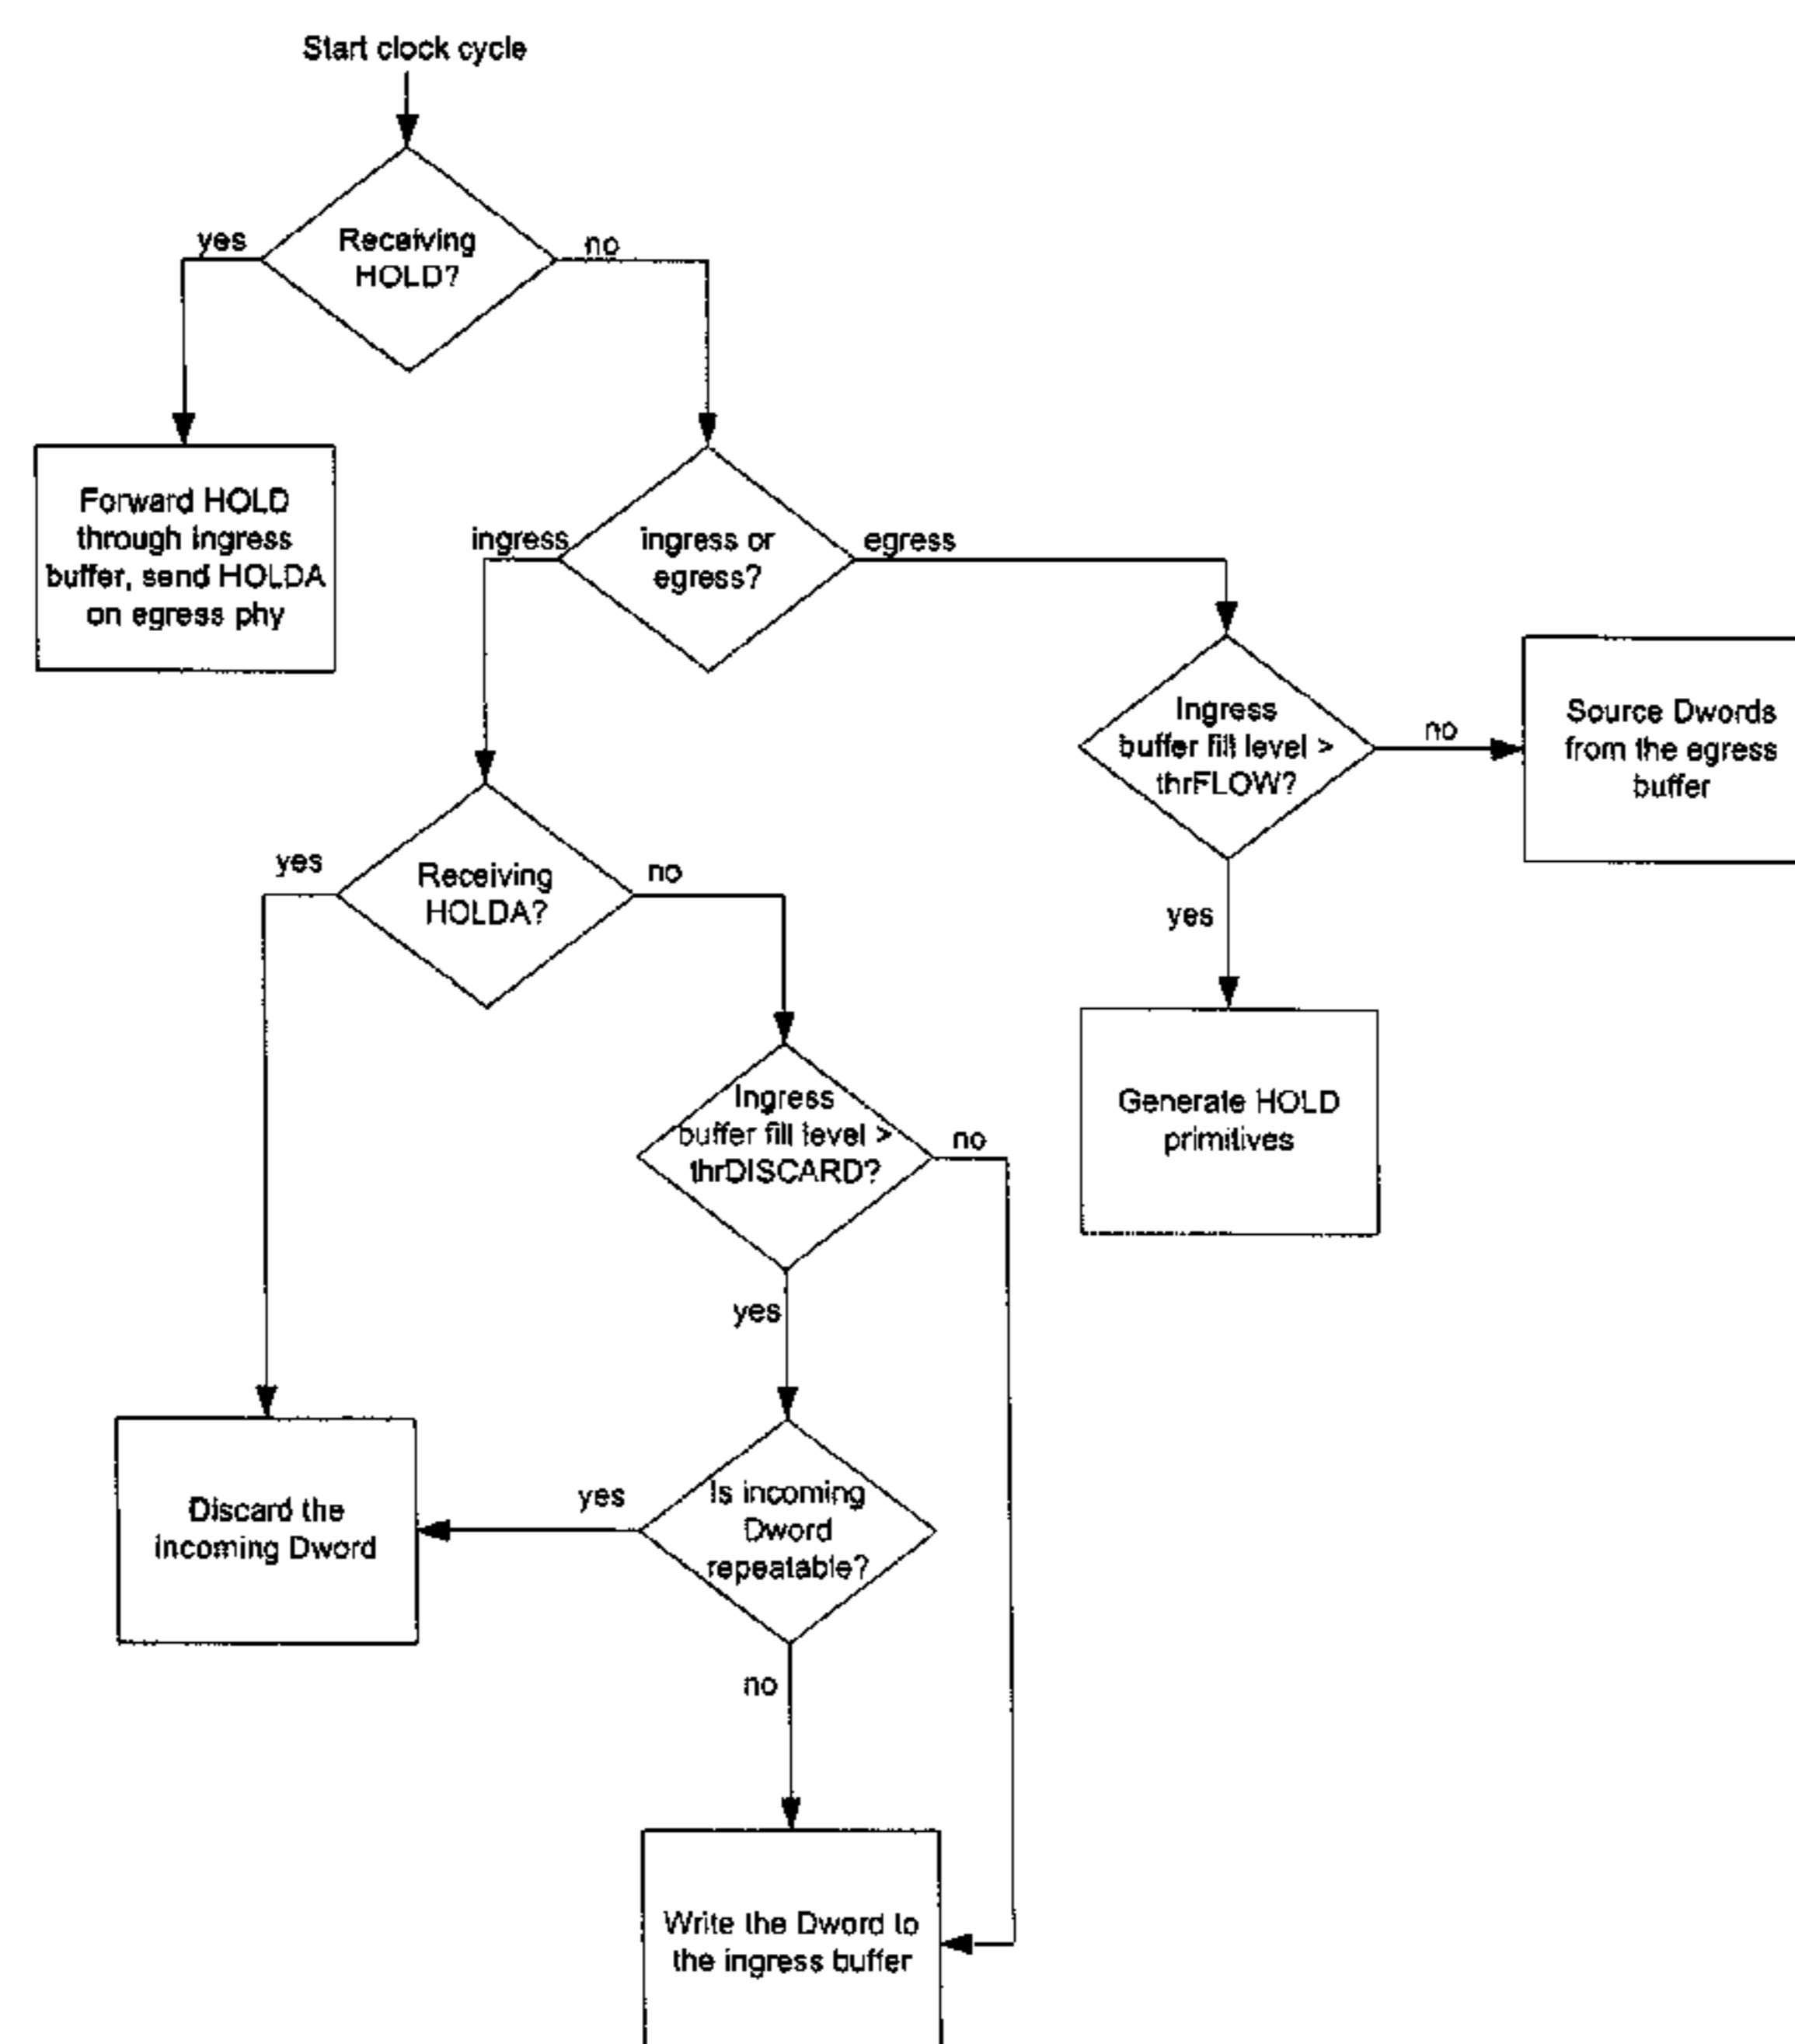 Start clock cycle
Receiving
HOLD?
yes
no
Forward HOLD
through ingress
buffer, send HOLDA
on egress phy
ingress or
egress?
ingress
egress
Ingress
buffer fill level >
thrFLOW?
no
Source Dwords
from the egress
buffer
yes
Generate HOLD
primitives
Receiving
HOLDA?
yes
no
Ingress
buffer fill level >
thrDISCARD?
no
yes
Is incoming
Dword
repeatable?
yes
Discard the
incoming Dword
no
Write the Dword to
the ingress buffer